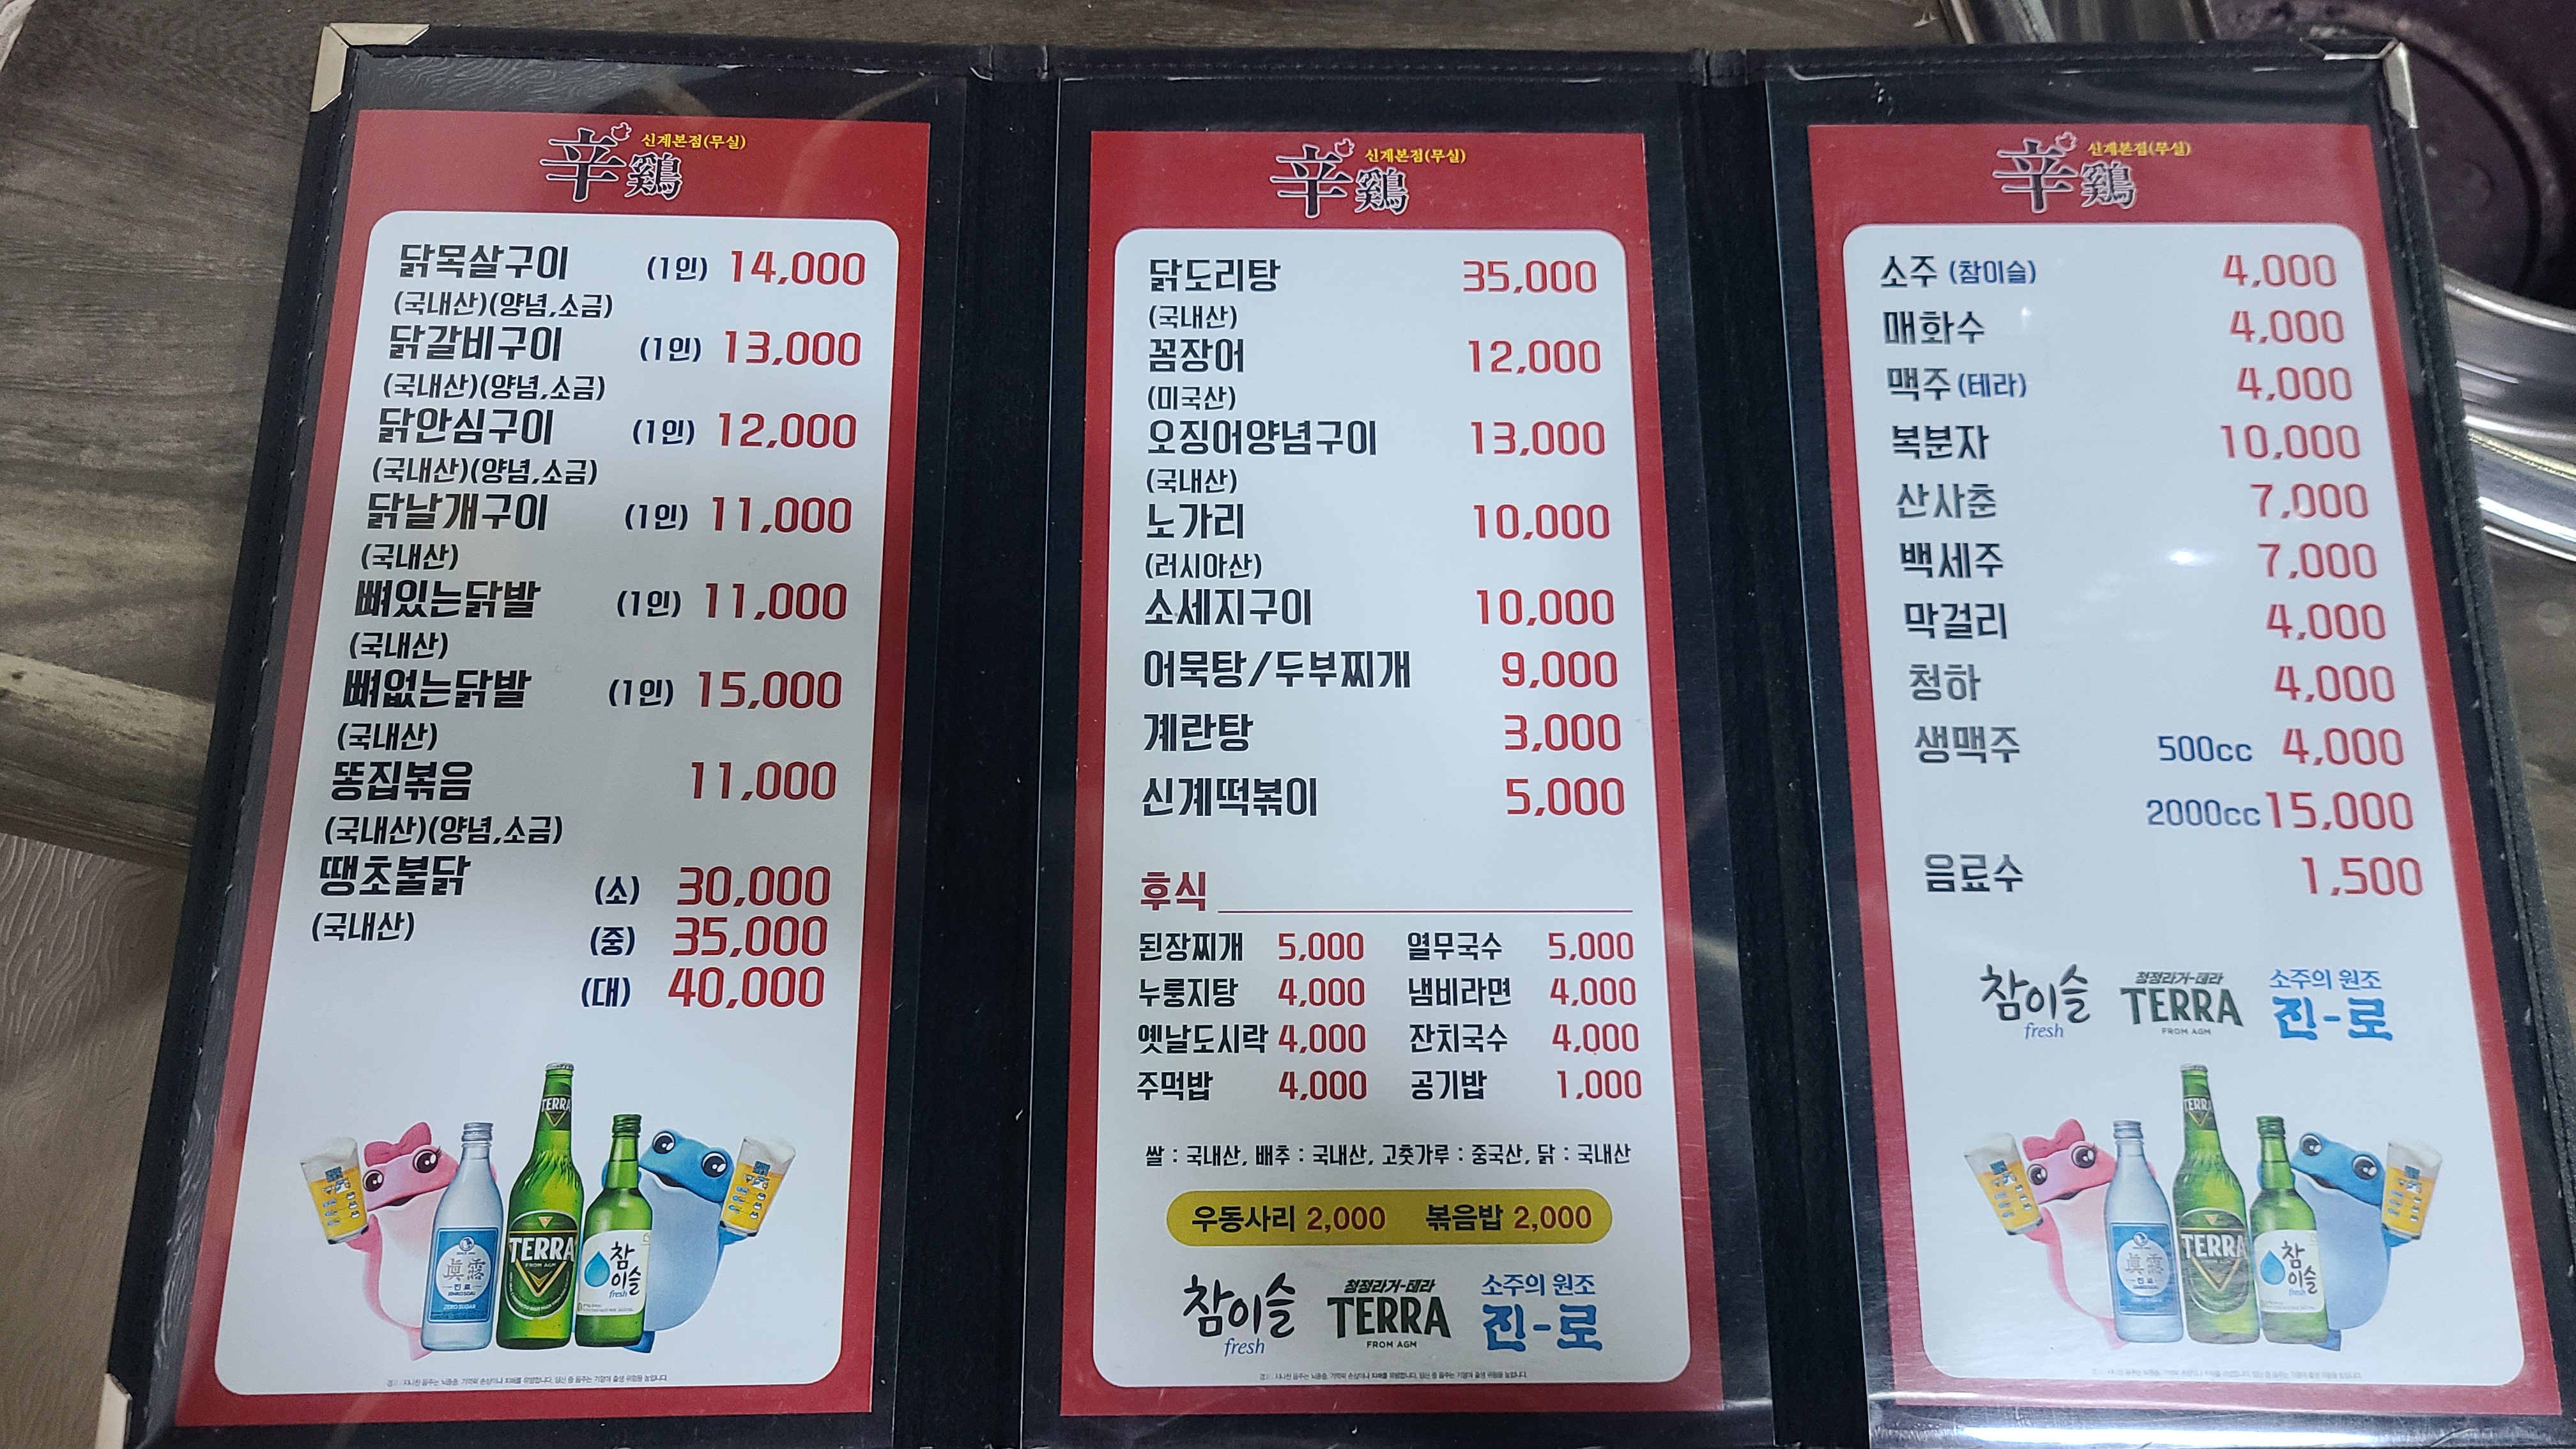 辛鷄 신계본점(무실)
닭목살구이 (1인) 14,000
(국내산)(양념,소금)
닭갈비구이 (1인) 13,000
(국내산)(양념,소금)
닭안심구이 (1인) 12,000
(국내산)(양념,소금)
닭날개구이 (1인) 11,000
(국내산)
뼈있는닭발 (1인) 11,000
(국내산)
뼈없는닭발 (1인) 15,000
(국내산)
똥집볶음 11,000
(국내산)(양념,소금)
땡초불닭 (소) 30,000
(국내산) (중) 35,000
(대) 40,000
TERRA
眞露
진로
ZERO SUGAR
TERRA
FROM AGM
참이슬
fresh
辛鷄 신계본점(무실)
닭도리탕 35,000
(국내산)
꼼장어 12,000
(미국산)
오징어양념구이 13,000
(국내산)
노가리 10,000
(러시아산)
소세지구이 10,000
어묵탕/두부찌개 9,000
계란탕 3,000
신계떡볶이 5,000
후식
된장찌개 5,000 열무국수 5,000
누룽지탕 4,000 냄비라면 4,000
옛날도시락 4,000 잔치국수 4,000
주먹밥 4,000 공기밥 1,000
쌀 : 국내산, 배추 : 국내산, 고춧가루 : 중국산, 닭 : 국내산
우동사리 2,000 볶음밥 2,000
참이슬 fresh
청정라거-테라
TERRA
FROM AGM
소주의 원조
진-로
辛鷄 신계본점(무실)
소주 (참이슬) 4,000
매화수 4,000
맥주 (테라) 4,000
복분자 10,000
산사춘 7,000
백세주 7,000
막걸리 4,000
청하 4,000
생맥주 500cc 4,000
2000cc 15,000
음료수 1,500
참이슬 fresh
청정라거-테라
TERRA
FROM AGM
소주의 원조
진-로
TERRA
眞露
진로
TERRA
참이슬
fresh